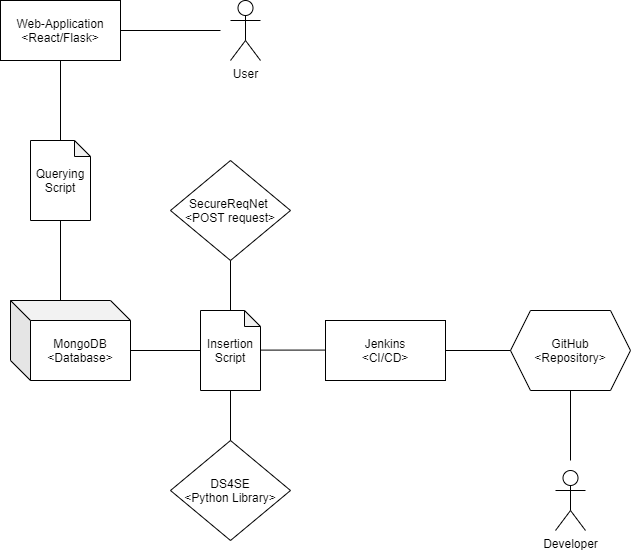 Web-Application
<React/Flask>
User
Querying
Script
SecureReqNet
<POST request>
MongoDB
<Database>
Insertion
Script
Jenkins
<CI/CD>
GitHub
<Repository>
DS4SE
<Python Library>
Developer